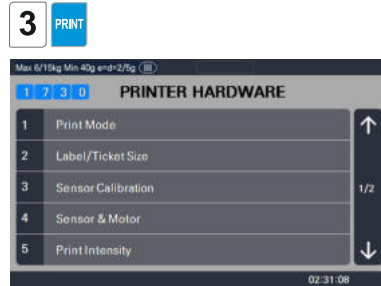 3 PRINT
Max 6/15kg Min 40g e=d=2/5g (III)
1 7 3 0 PRINTER HARDWARE
1 Print Mode
2 Label/Ticket Size
3 Sensor Calibration
1/2
4 Sensor & Motor
5 Print Intensity
02:31:08